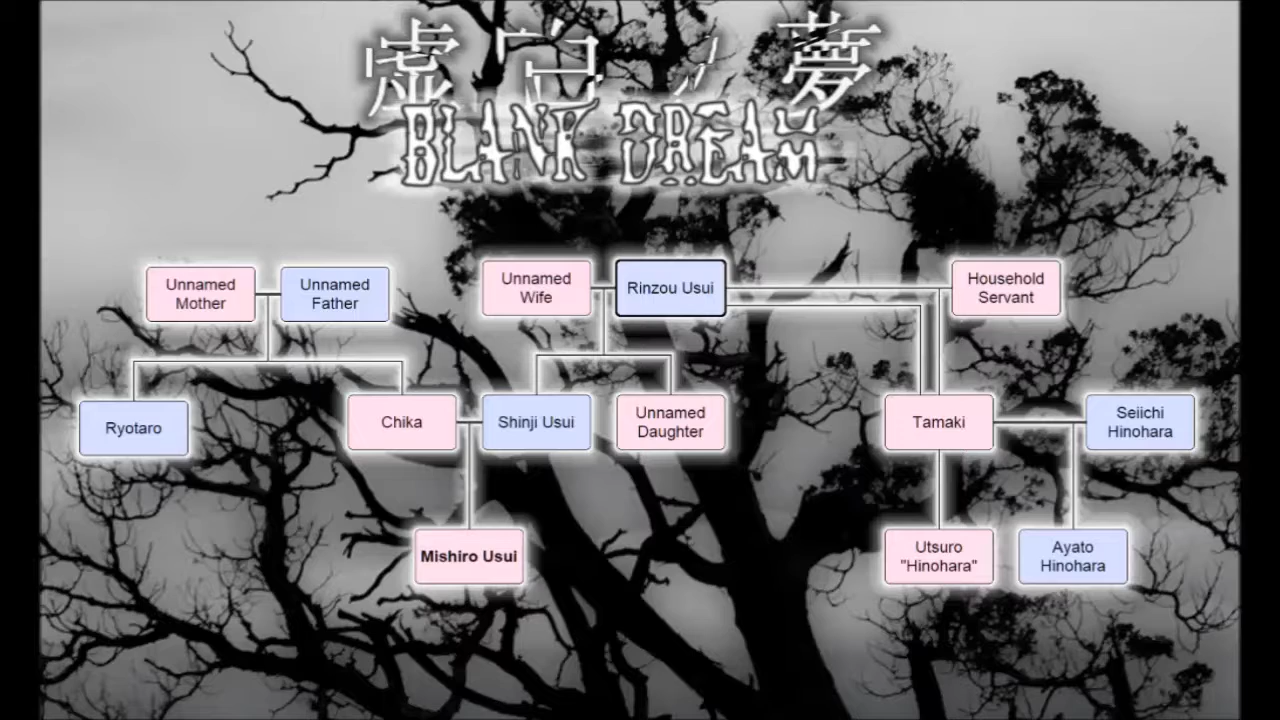 虚白ノ夢
BLANK DREAM
Unnamed
Mother
Unnamed
Father
Unnamed
Wife
Rinzou Usui
Household
Servant
Ryotaro
Chika
Shinji Usui
Unnamed
Daughter
Tamaki
Seiichi
Hinohara
Mishiro Usui
Utsuro
"Hinohara"
Ayato
Hinohara